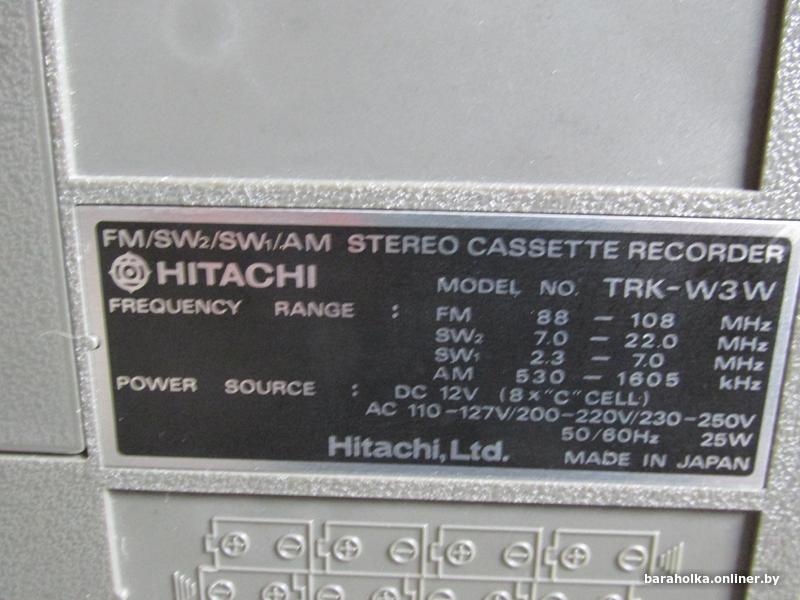 FM/SW₂/SW₁/AM STEREO CASSETTE RECORDER
HITACHI MODEL NO. TRK-W3W
FREQUENCY RANGE : FM 88 — 108 MHz
SW₂ 7.0 — 22.0 MHz
SW₁ 2.3 — 7.0 MHz
AM 530 — 1605 kHz
POWER SOURCE : DC 12V (8×"C"CELL)
AC 110-127V/200-220V/230-250V
50/60Hz 25W
Hitachi, Ltd. MADE IN JAPAN
baraholka.onliner.by